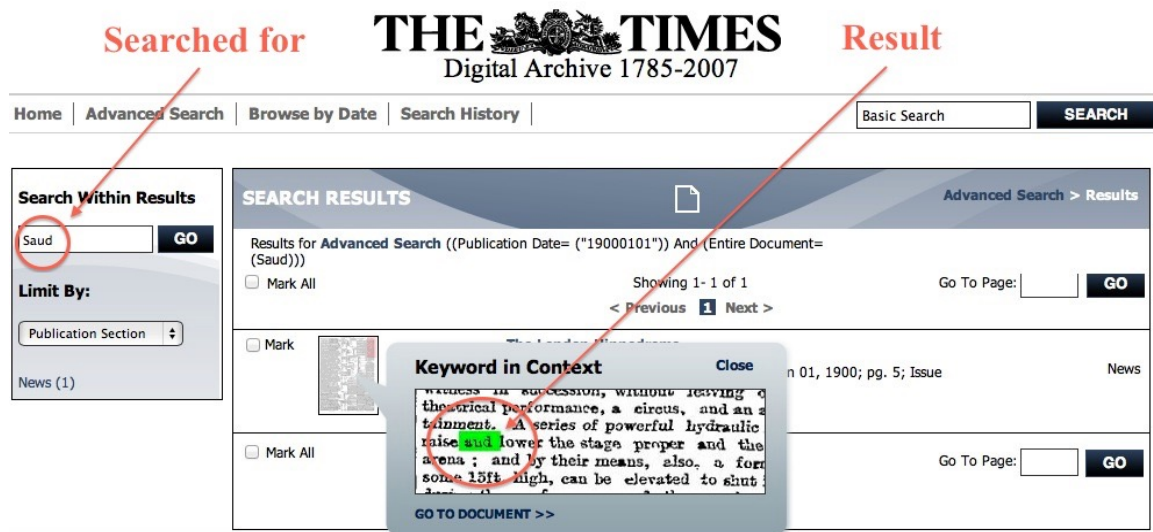 Searched for
THE TIMES
Result
Digital Archive 1785-2007
Home | Advanced Search | Browse by Date | Search History |
Basic Search
SEARCH
Search Within Results
Saud
GO
Limit By:
Publication Section
News (1)
SEARCH RESULTS
Advanced Search > Results
Results for Advanced Search ((Publication Date= ("19000101")) And (Entire Document=
(Saud)))
Mark All
Showing 1- 1 of 1
Go To Page:
GO
< Previous 1 Next >
Mark
The London Hippodrome
n 01, 1900; pg. 5; Issue
News
Keyword in Context
Close
witness in succession, without leaving
theatrical performance, a circus, and an
tainment. A series of powerful hydraulic
raise aud lower the stage proper and the
arena ; and by their means, also, a for
some 15ft high, can be elevated to shut
GO TO DOCUMENT >>
Mark All
Go To Page:
GO